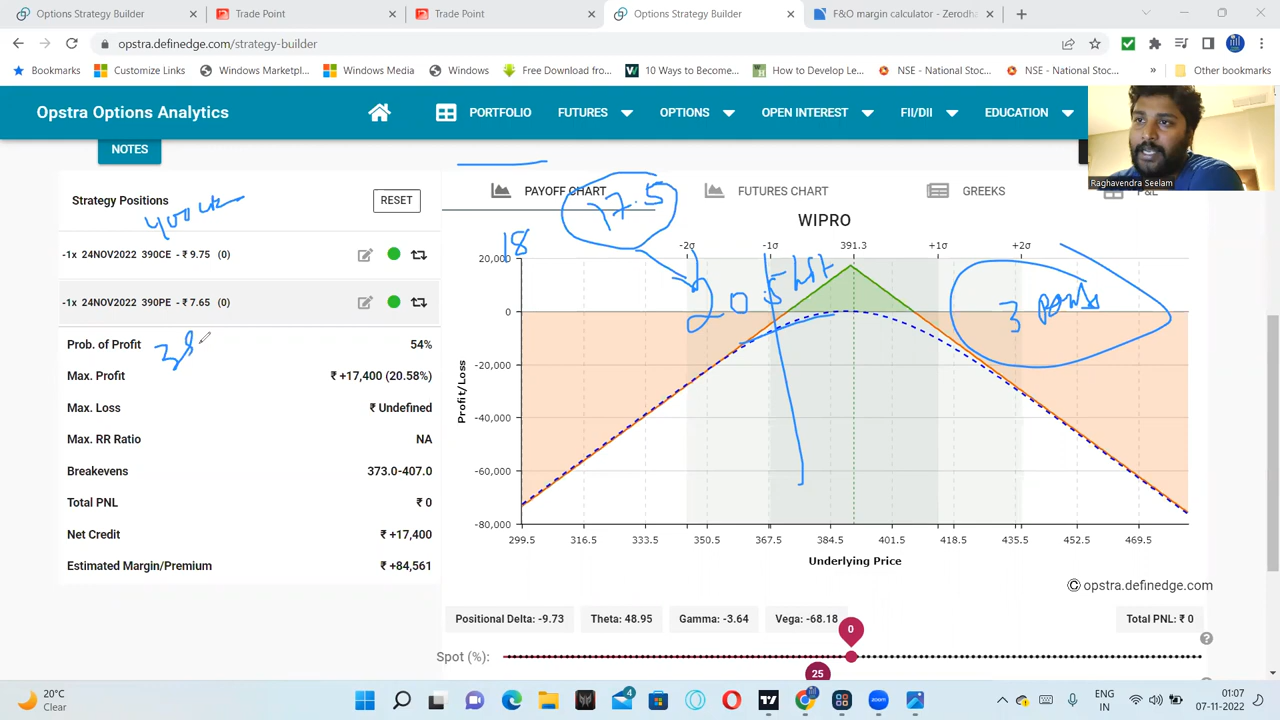 Options Strategy Builder
Trade Point
Trade Point
Options Strategy Builder
F&O margin calculator - Zerodha
opstra.definedge.com/strategy-builder
Bookmarks
Customize Links
Windows Marketpl...
Windows Media
Windows
Free Download fro...
10 Ways to Become...
How to Develop Le...
NSE - National Stoc...
NSE - National Stoc...
»
Other bookmarks
Opstra Options Analytics
PORTFOLIO
FUTURES
OPTIONS
OPEN INTEREST
FII/DII
EDUCATION
Raghavendra Seelam
NOTES
Strategy Positions
RESET
400
-1x 24NOV2022 390CE - ₹ 9.75 (0)
-1x 24NOV2022 390PE - ₹ 7.65 (0)
Prob. of Profit 54%
38
Max. Profit ₹ +17,400 (20.58%)
Max. Loss ₹ Undefined
Max. RR Ratio NA
Breakevens 373.0-407.0
Total PNL ₹ 0
Net Credit ₹ +17,400
Estimated Margin/Premium ₹ +84,561
PAYOFF CHART
FUTURES CHART
GREEKS
17.5
WIPRO
18
-2σ -1σ 391.3 +1σ +2σ
20.5
3
20,000
0
-20,000
-40,000
-60,000
-80,000
Profit/Loss
299.5 316.5 333.5 350.5 367.5 384.5 401.5 418.5 435.5 452.5 469.5
Underlying Price
© opstra.definedge.com
Positional Delta: -9.73
Theta: 48.95
Gamma: -3.64
Vega: -68.18
Total PNL: ₹ 0
0
Spot (%):
25
20°C
Clear
4
ENG
IN
01:07
07-11-2022